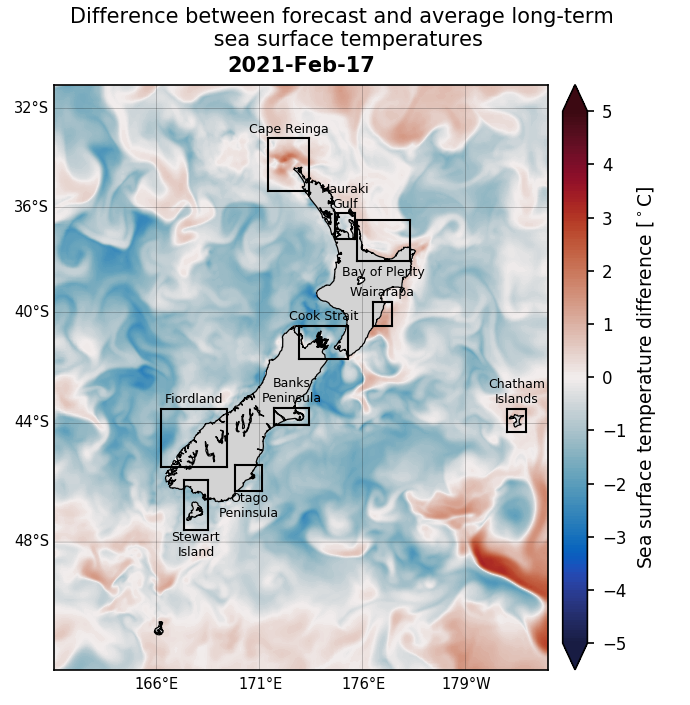 Difference between forecast and average long-term
sea surface temperatures
2021-Feb-17
32°S
36°S
40°S
44°S
48°S
Cape Reinga
Hauraki
Gulf
Bay of Plenty
Wairarapa
Cook Strait
Banks
Peninsula
Fiordland
Chatham
Islands
Otago
Peninsula
Stewart
Island
166°E
171°E
176°E
179°W
5
4
3
2
1
0
−1
−2
−3
−4
−5
Sea surface temperature difference [°C]